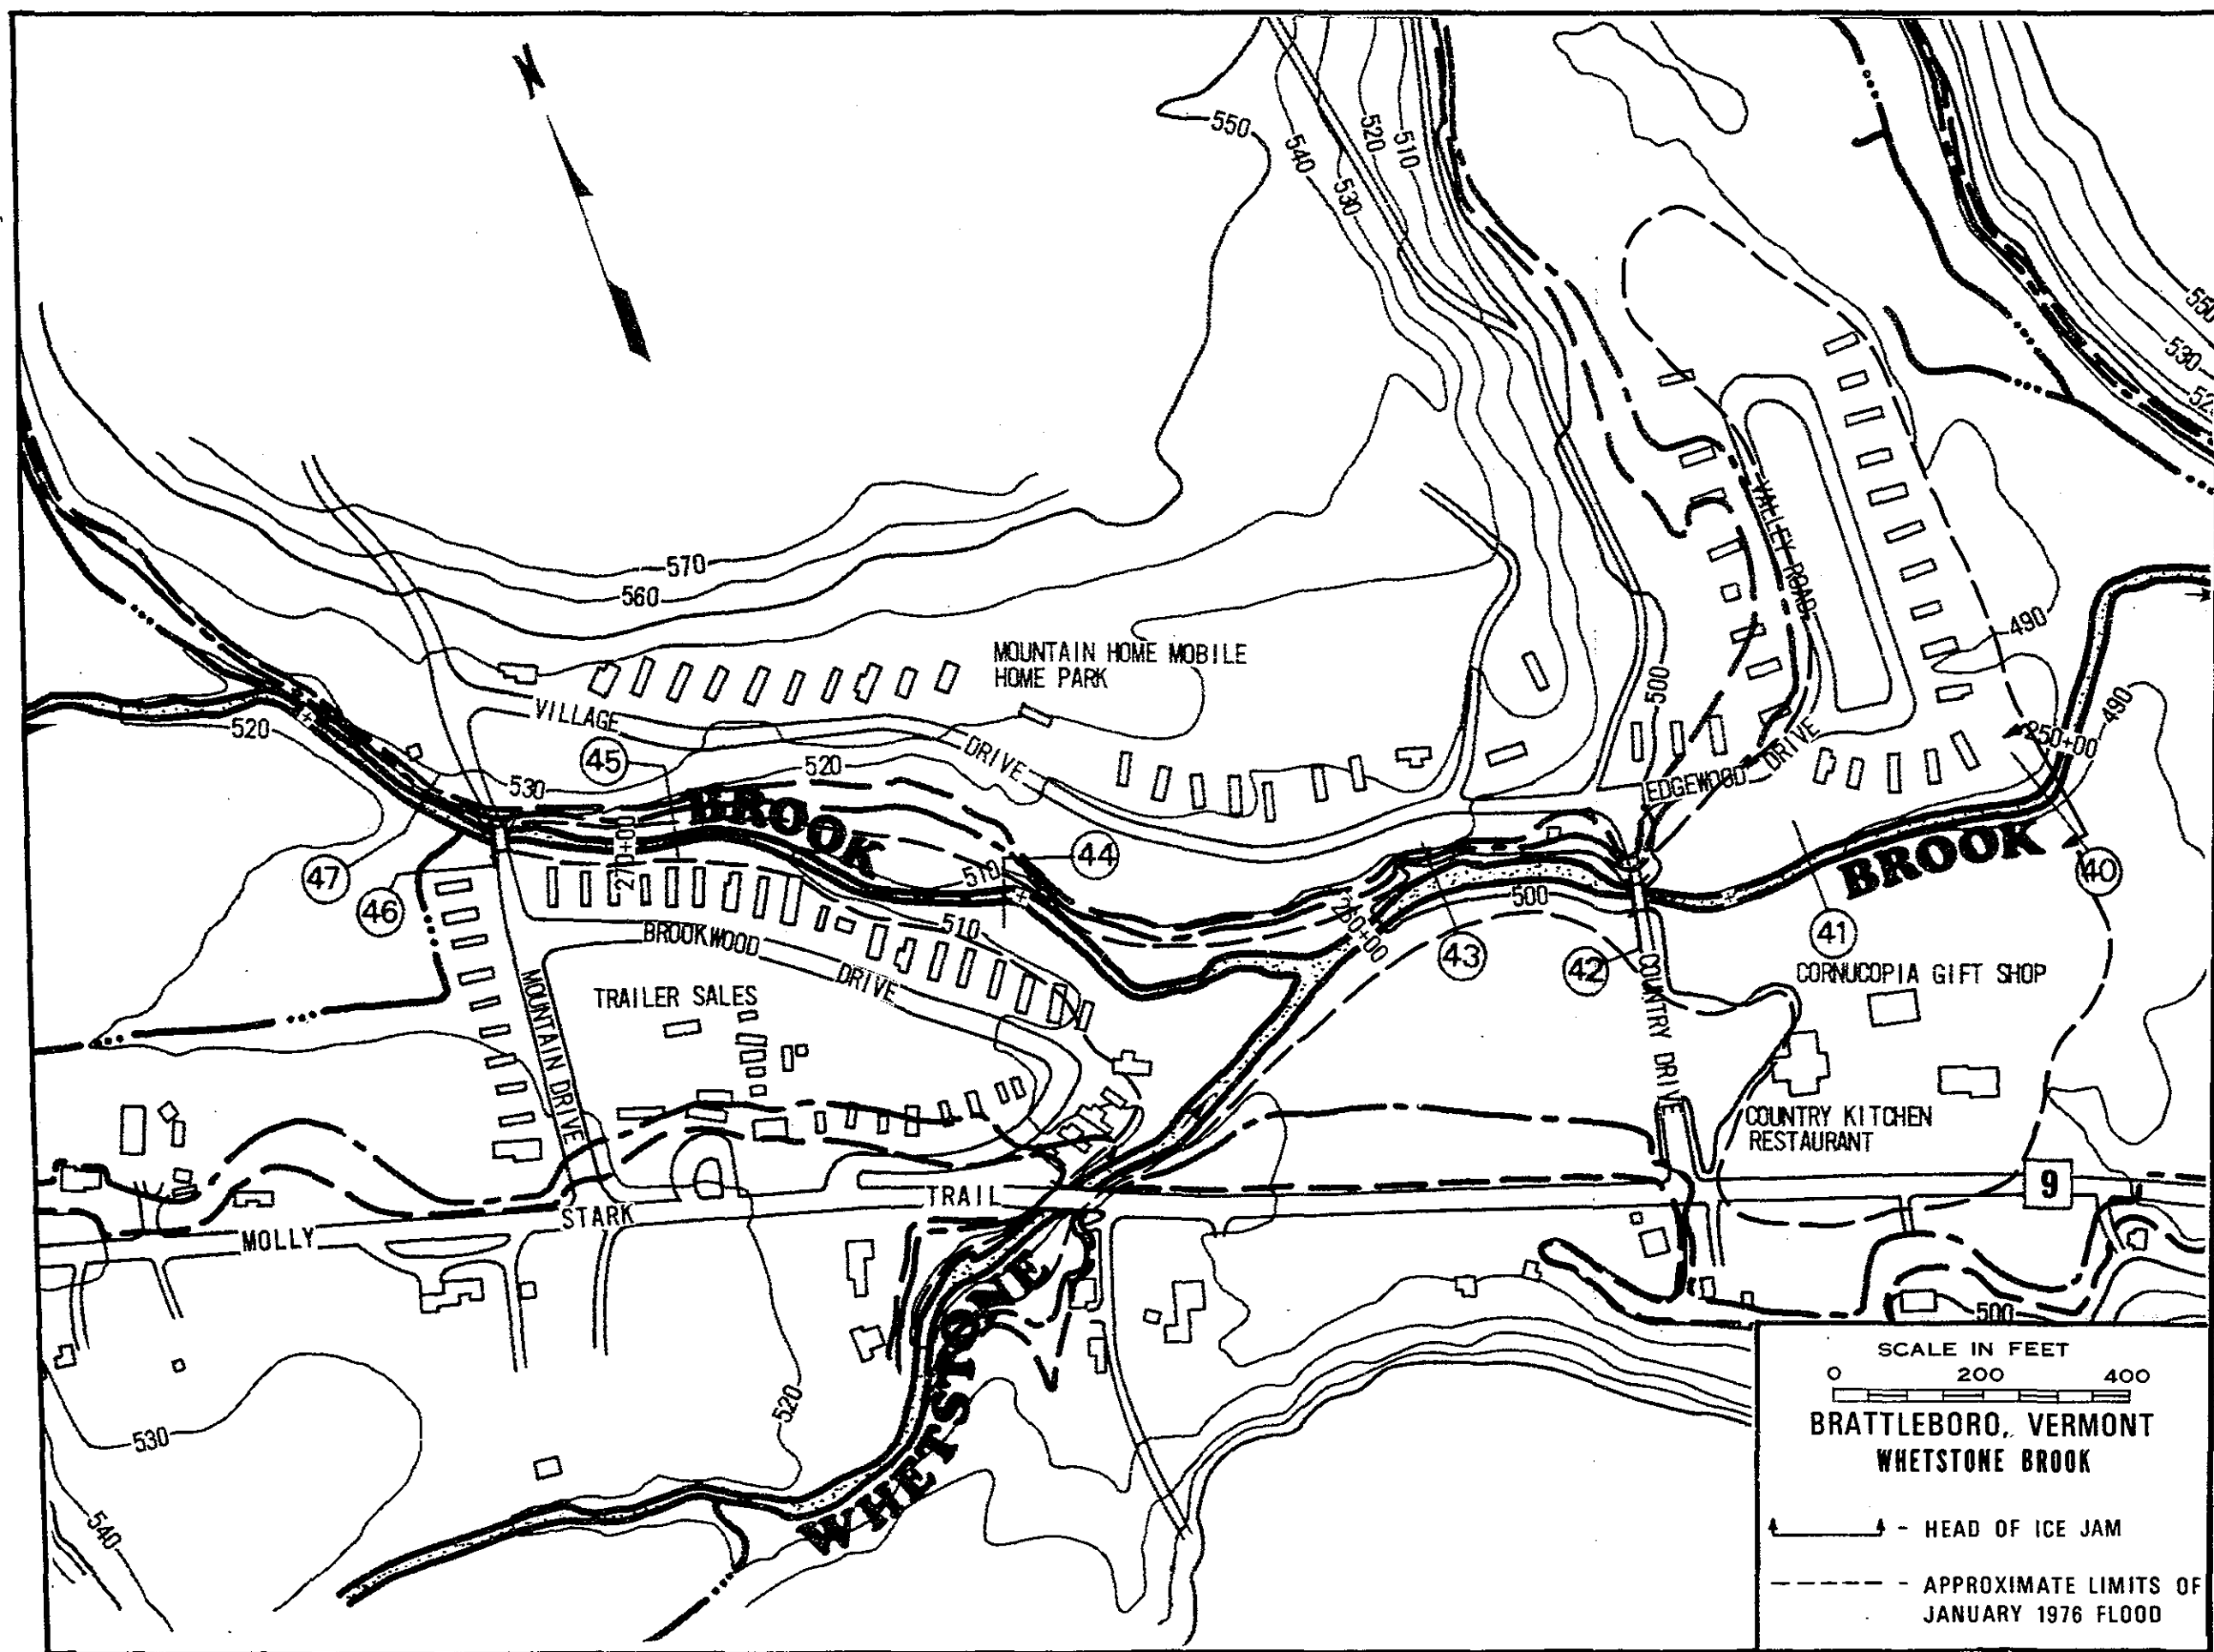 N
550
540
530
520
510
550
530
570
560
MOUNTAIN HOME MOBILE
HOME PARK
VALLEY ROAD
490
500
490
520
VILLAGE
DRIVE
45
530
520
EDGEWOOD DRIVE
250+00
BROOK
270+00
47
46
510
44
BROOK
40
BROOKWOOD
DRIVE
510
260+00
43
500
42
41
CORNUCOPIA GIFT SHOP
TRAILER SALES
MOUNTAIN DRIVE
COUNTRY DRIVE
COUNTRY KITCHEN
RESTAURANT
MOLLY
STARK
TRAIL
9
WHETSTONE
500
530
520
540
SCALE IN FEET
0 200 400
BRATTLEBORO, VERMONT
WHETSTONE BROOK
- HEAD OF ICE JAM
- APPROXIMATE LIMITS OF
JANUARY 1976 FLOOD